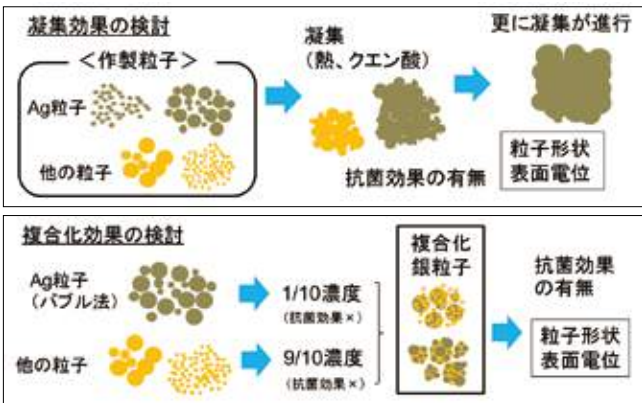 凝集効果の検討
＜作製粒子＞
Ag粒子
他の粒子
凝集
(熱、クエン酸)
抗菌効果の有無
更に凝集が進行
粒子形状
表面電位
複合化効果の検討
Ag粒子
(バブル法)
他の粒子
1/10濃度
(抗菌効果×)
9/10濃度
(抗菌効果×)
複合化
銀粒子
抗菌効果
の有無
粒子形状
表面電位